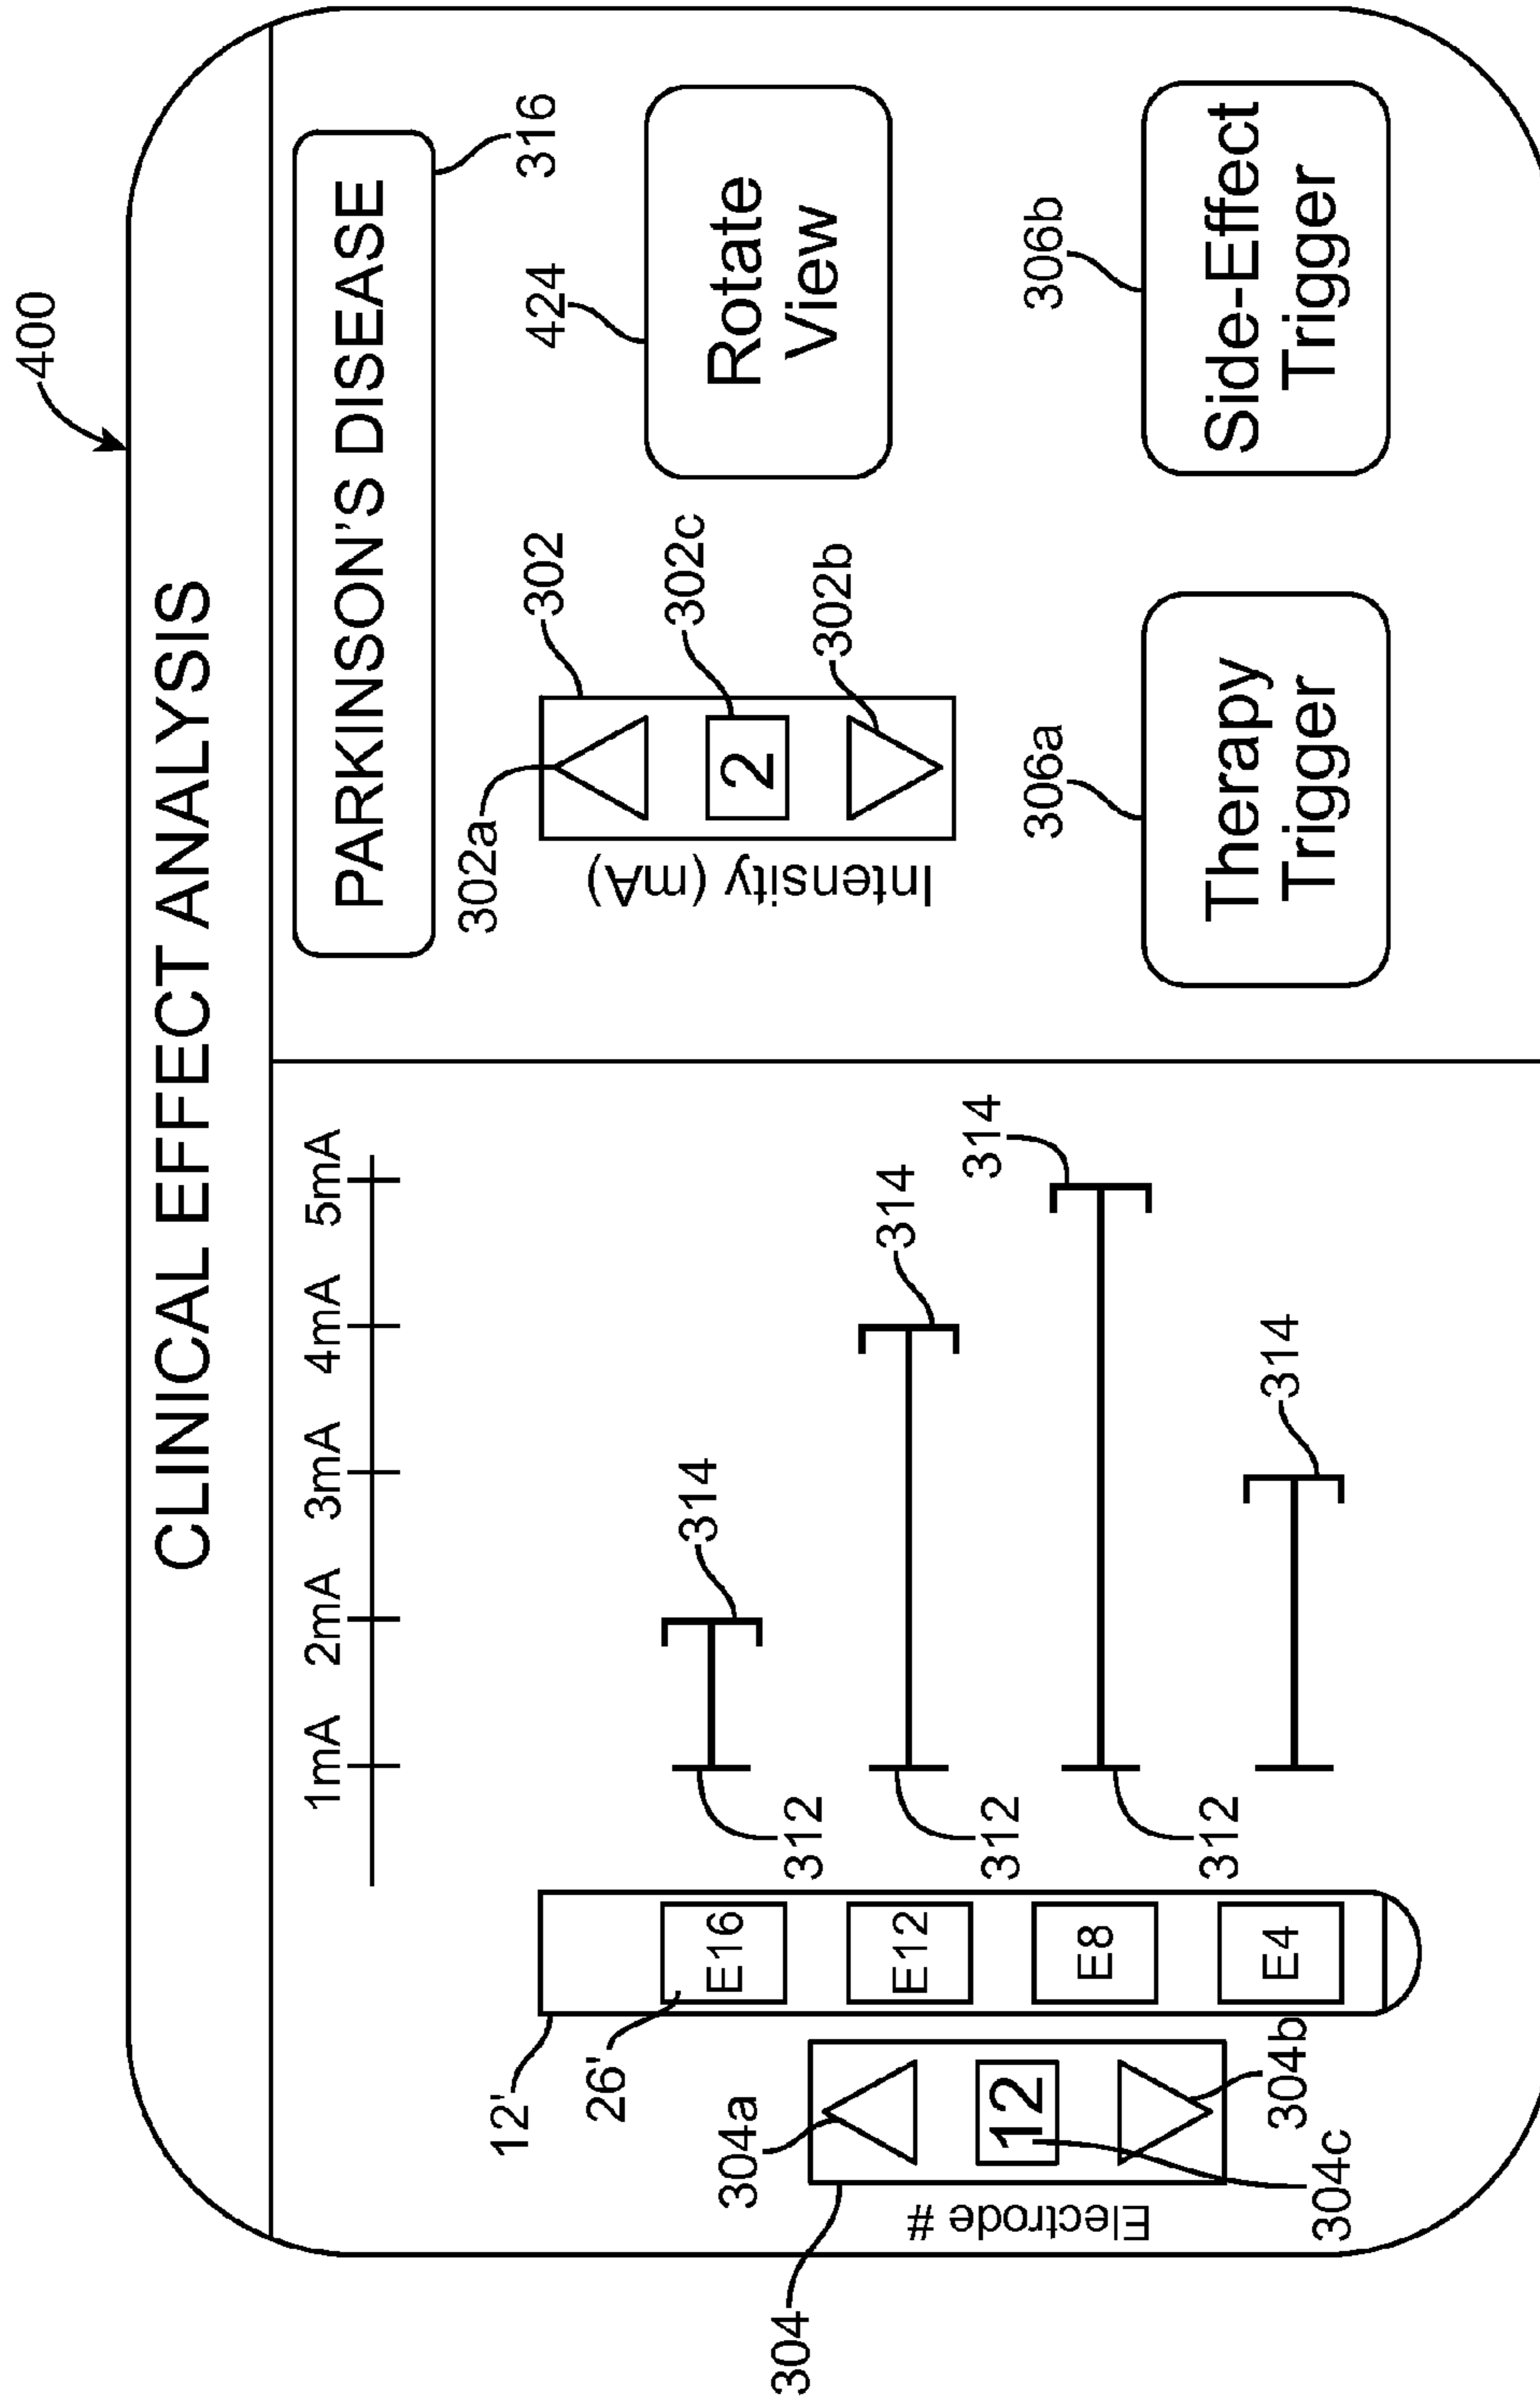 400
CLINICAL EFFECT ANALYSIS
1mA 2mA 3mA 4mA 5mA
PARKINSON'S DISEASE
316
12'
26'
304
304a
Electrode #
12
304b
304c
E16
E12
E8
E4
312
314
312
314
312
314
314
302a
302
Intensity (mA)
2
302c
302b
424
Rotate
View
306a
Therapy
Trigger
306b
Side-Effect
Trigger